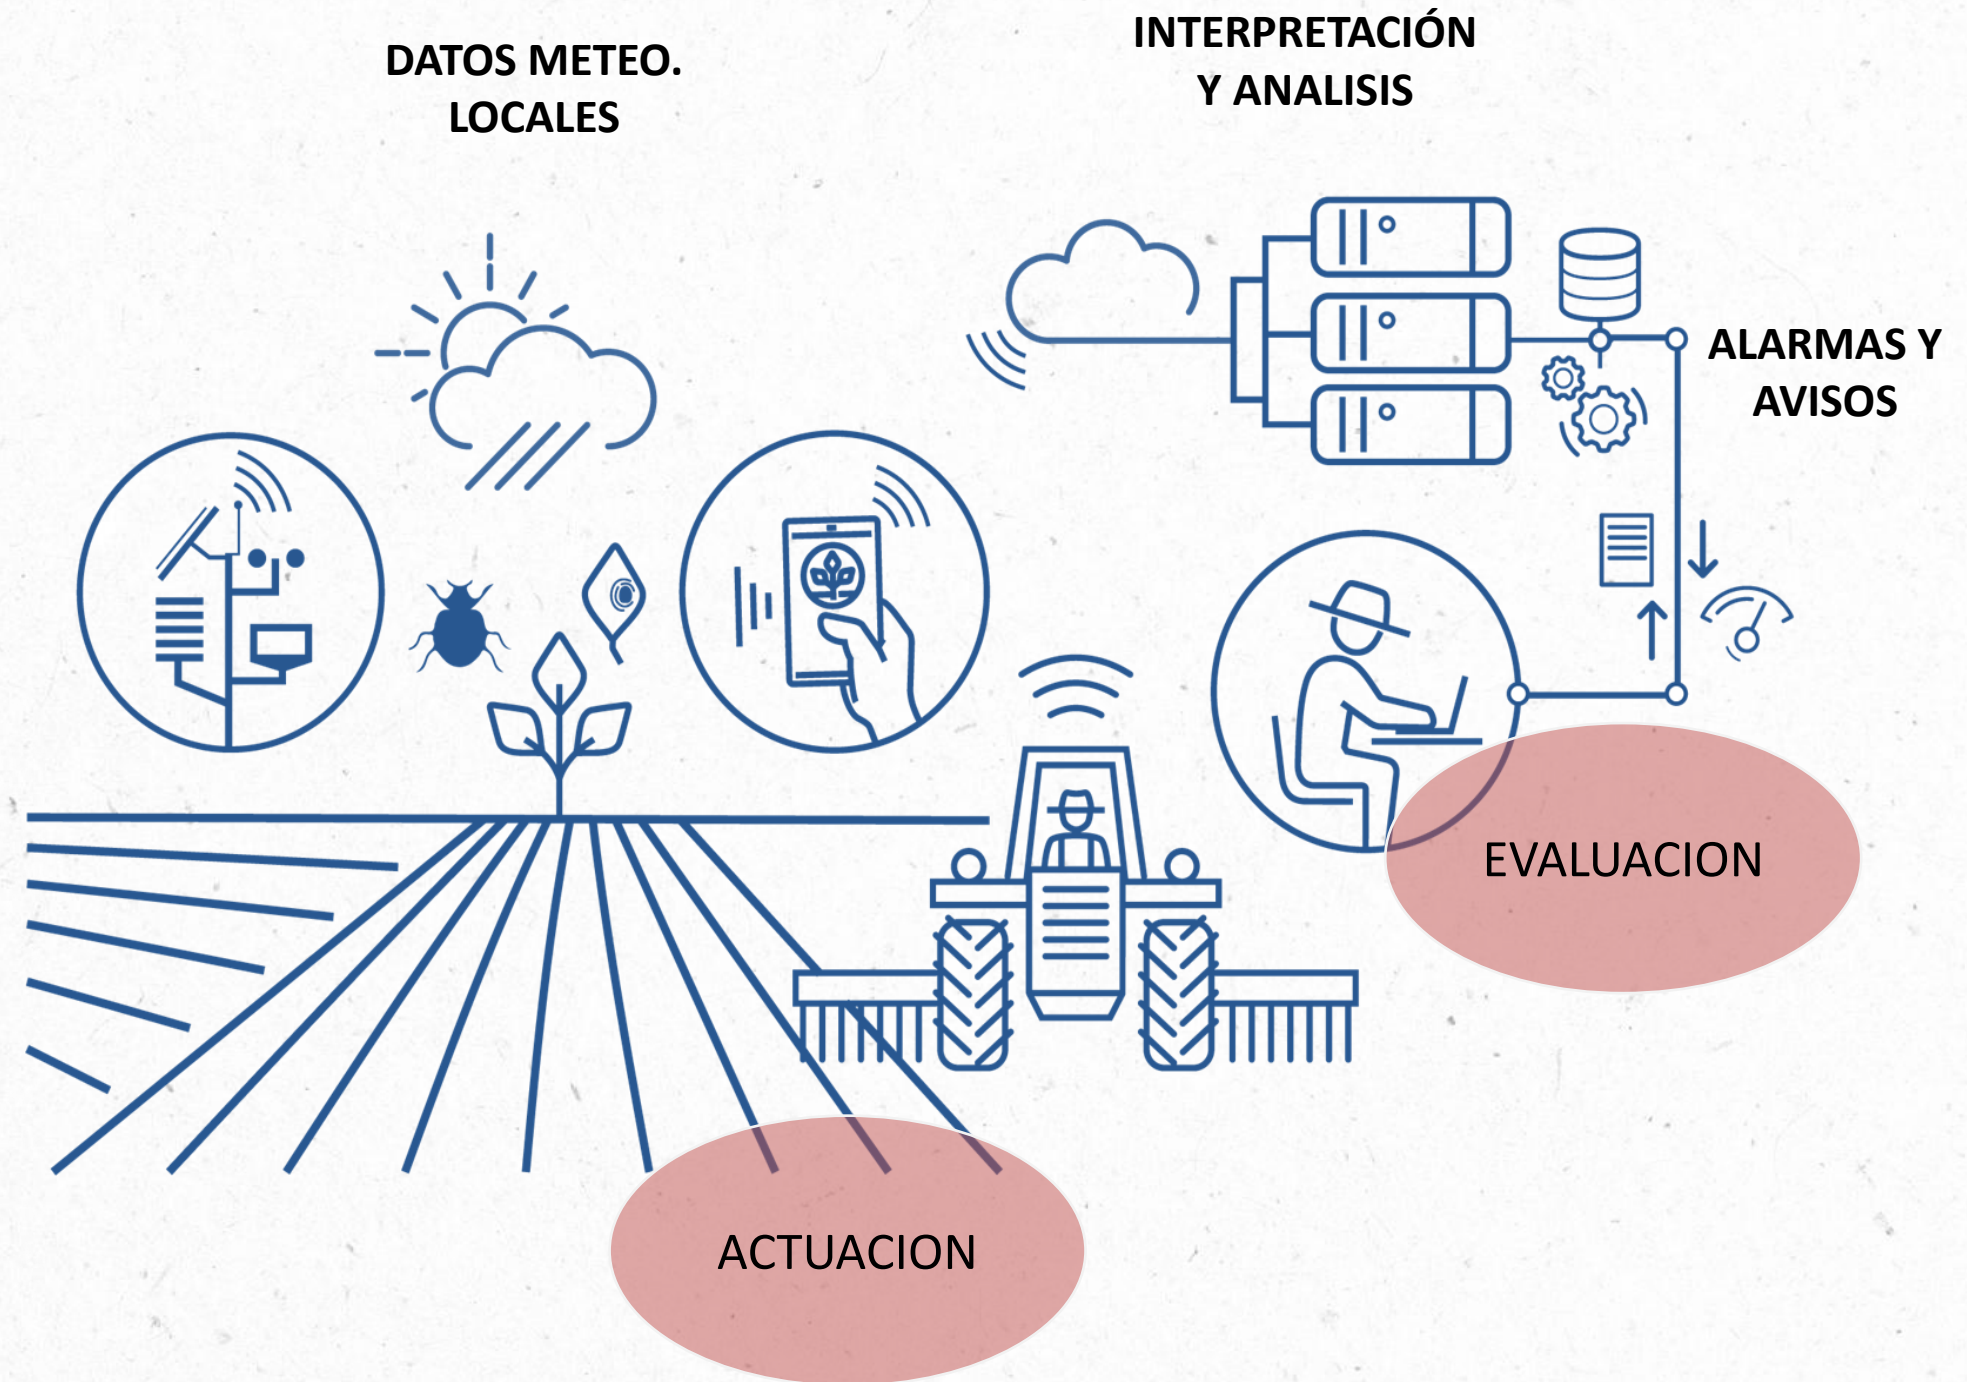 DATOS METEO.
LOCALES
INTERPRETACIÓN
Y ANALISIS
ALARMAS Y
AVISOS
EVALUACION
ACTUACION